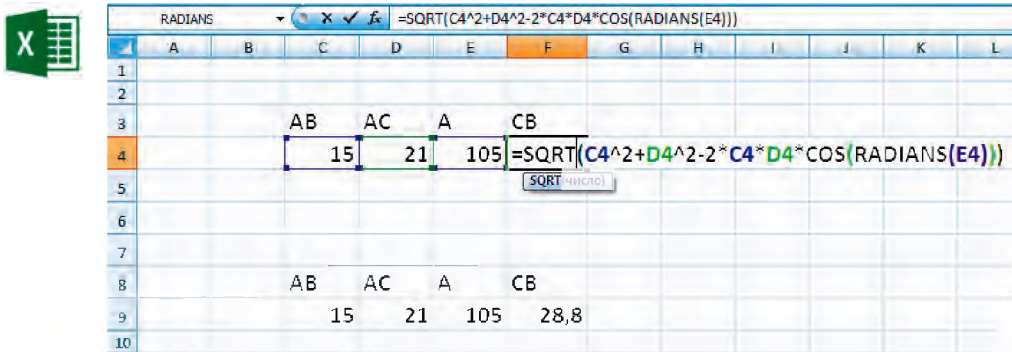 X
RADIANS fx =SQRT(C4^2+D4^2-2*C4*D4*COS(RADIANS(E4)))
A B C D E F G H I J K L
1
2
3 AB AC A CB
4 15 21 105 =SQRT(C4^2+D4^2-2*C4*D4*COS(RADIANS(E4)))
5 SQRT(число)
6
7
8 AB AC A CB
9 15 21 105 28,8
10